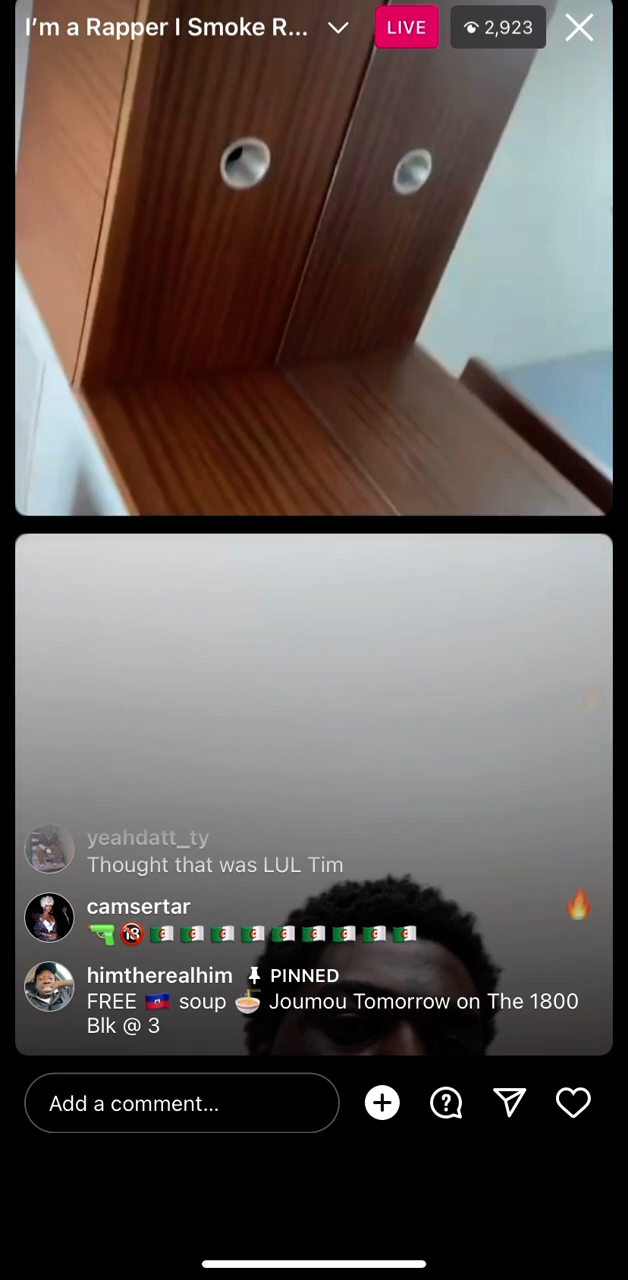 I'm a Rapper I Smoke R...
LIVE
2,923
yeahdatt_ty
Thought that was LUL Tim
camsertar
🔫🔞🇩🇿🇩🇿🇩🇿🇩🇿🇩🇿🇩🇿🇩🇿🇩🇿🇩🇿
himtherealhim 📌 PINNED
FREE 🇭🇹 soup 🍲 Joumou Tomorrow on The 1800
Blk @ 3
Add a comment...